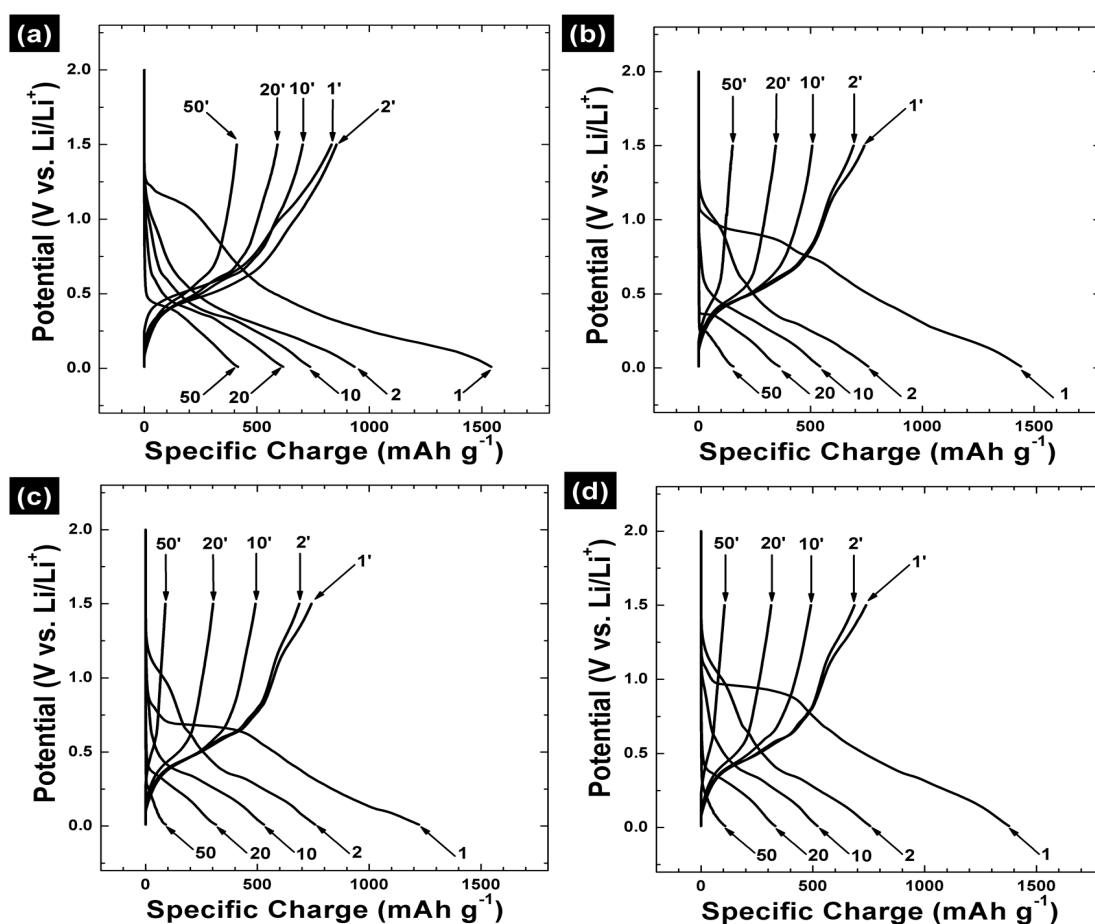 (a)
50' 20' 10' 1' 2'
2.0
1.5
1.0
0.5
0.0
50 20 10 2 1
0 500 1000 1500
Potential (V vs. Li/Li+)
Specific Charge (mAh g-1)
(b)
50' 20' 10' 2' 1'
2.0
1.5
1.0
0.5
0.0
50 20 10 2 1
0 500 1000 1500
Potential (V vs. Li/Li+)
Specific Charge (mAh g-1)
(c)
50' 20' 10' 2' 1'
2.0
1.5
1.0
0.5
0.0
50 20 10 2 1
0 500 1000 1500
Potential (V vs. Li/Li+)
Specific Charge (mAh g-1)
(d)
50' 20' 10' 2' 1'
2.0
1.5
1.0
0.5
0.0
50 20 10 2 1
0 500 1000 1500
Potential (V vs. Li/Li+)
Specific Charge (mAh g-1)